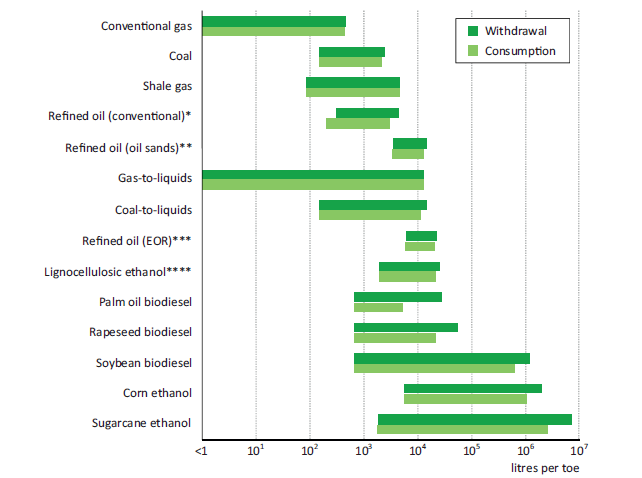 Conventional gas
Withdrawal
Consumption
Coal
Shale gas
Refined oil (conventional)*
Refined oil (oil sands)**
Gas-to-liquids
Coal-to-liquids
Refined oil (EOR)***
Lignocellulosic ethanol****
Palm oil biodiesel
Rapeseed biodiesel
Soybean biodiesel
Corn ethanol
Sugarcane ethanol
<1 10¹ 10² 10³ 10⁴ 10⁵ 10⁶ 10⁷
litres per toe